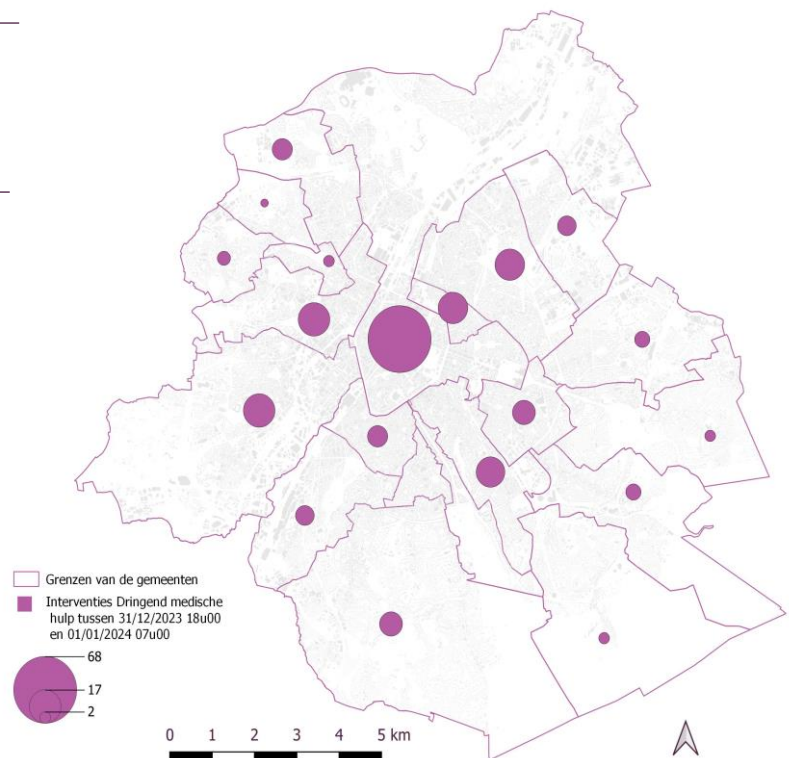 Grenzen van de gemeenten
Interventies Dringend medische
hulp tussen 31/12/2023 18u00
en 01/01/2024 07u00
68
17
2
0 1 2 3 4 5 km